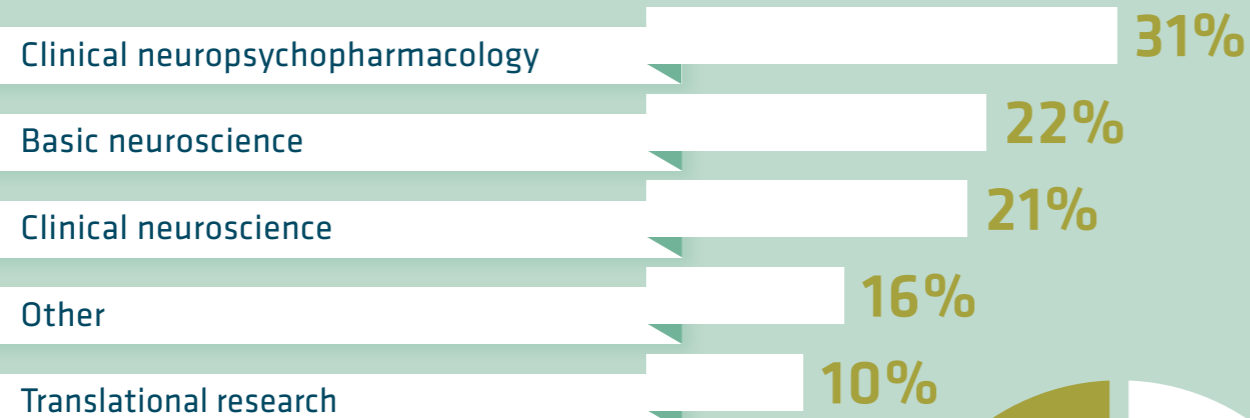 Clinical neuropsychopharmacology 31%
Basic neuroscience 22%
Clinical neuroscience 21%
Other 16%
Translational research 10%